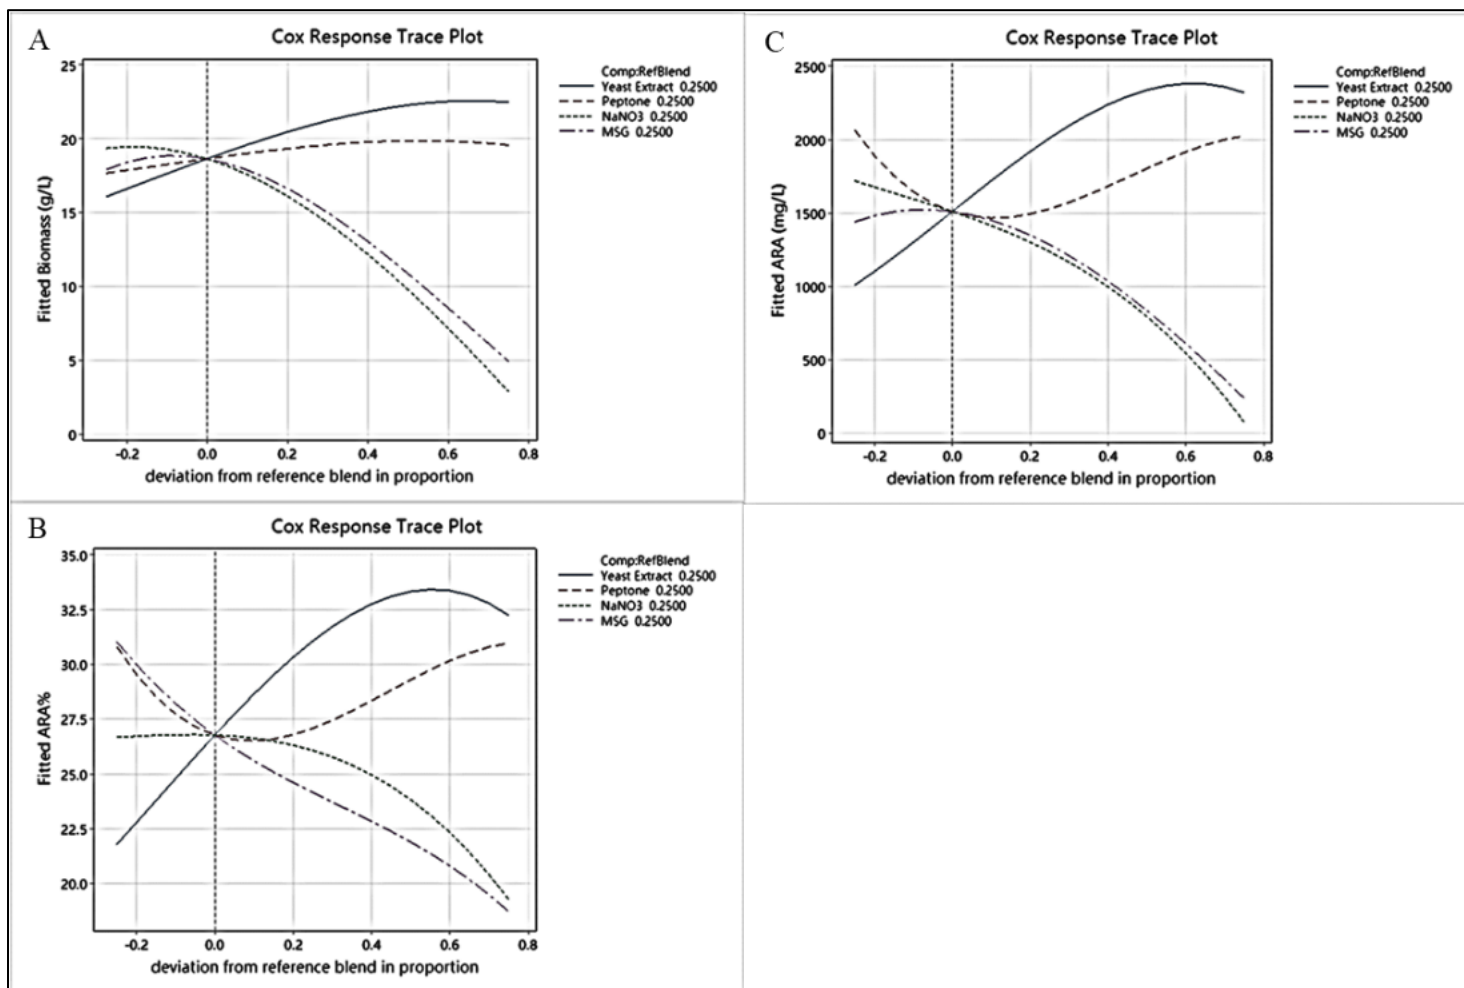 A
Cox Response Trace Plot
25
20
15
10
5
0
Fitted Biomass (g/L)
-0.2 0.0 0.2 0.4 0.6 0.8
deviation from reference blend in proportion
Comp:RefBlend
Yeast Extract 0.2500
Peptone 0.2500
NaNO3 0.2500
MSG 0.2500
C
Cox Response Trace Plot
2500
2000
1500
1000
500
0
Fitted ARA (mg/L)
-0.2 0.0 0.2 0.4 0.6 0.8
deviation from reference blend in proportion
Comp:RefBlend
Yeast Extract 0.2500
Peptone 0.2500
NaNO3 0.2500
MSG 0.2500
B
Cox Response Trace Plot
35.0
32.5
30.0
27.5
25.0
22.5
20.0
Fitted ARA%
-0.2 0.0 0.2 0.4 0.6 0.8
deviation from reference blend in proportion
Comp:RefBlend
Yeast Extract 0.2500
Peptone 0.2500
NaNO3 0.2500
MSG 0.2500